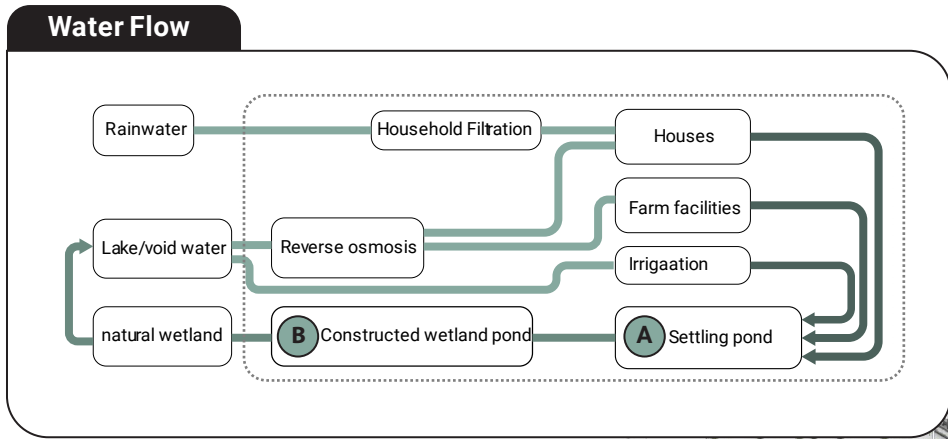 Water Flow
Rainwater
Household Filtration
Houses
Farm facilities
Lake/void water
Reverse osmosis
Irrigaation
natural wetland
B
Constructed wetland pond
A
Settling pond